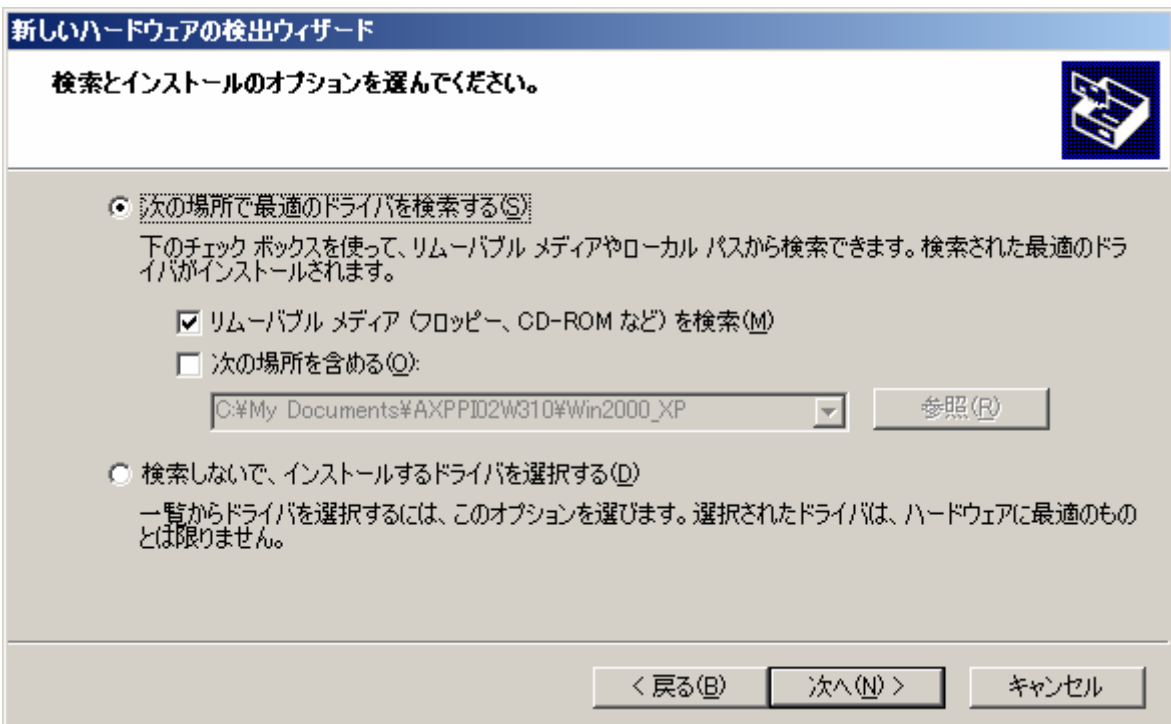 新しいハードウェアの検出ウィザード
検索とインストールのオプションを選んでください。
次の場所で最適のドライバを検索する(S)
下のチェック ボックスを使って、リムーバブル メディアやローカル パスから検索できます。検索された最適のドラ
イバがインストールされます。
リムーバブル メディア (フロッピー、CD-ROM など) を検索(M)
次の場所を含める(O):
C:¥My Documents¥AXPPI02W310¥Win2000_XP
参照(R)
検索しないで、インストールするドライバを選択する(D)
一覧からドライバを選択するには、このオプションを選びます。選択されたドライバは、ハードウェアに最適のもの
とは限りません。
< 戻る(B)
次へ(N) >
キャンセル